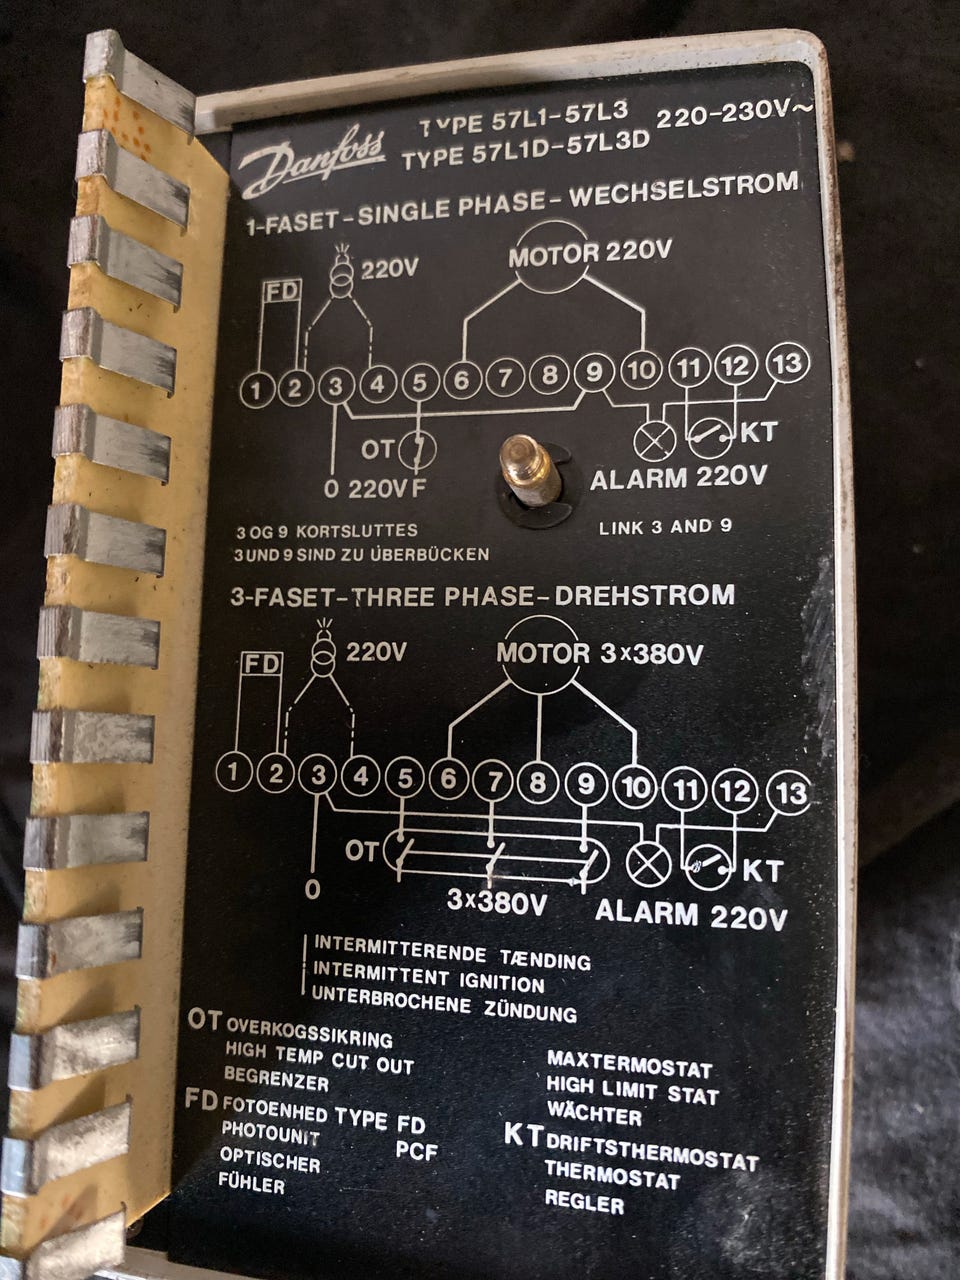 Danfoss
TYPE 57L1-57L3 220-230V~
TYPE 57L1D-57L3D
1-FASET-SINGLE PHASE-WECHSELSTROM
FD 220V MOTOR 220V
1 2 3 4 5 6 7 8 9 10 11 12 13
OT KT
0 220V F ALARM 220V
3 OG 9 KORTSLUTTES LINK 3 AND 9
3 UND 9 SIND ZU ÜBERBÜCKEN
3-FASET-THREE PHASE-DREHSTROM
FD 220V MOTOR 3x380V
1 2 3 4 5 6 7 8 9 10 11 12 13
OT KT
0 3x380V ALARM 220V
INTERMITTERENDE TÆNDING
INTERMITTENT IGNITION
UNTERBROCHENE ZÜNDUNG
OT OVERKOGSSIKRING
HIGH TEMP CUT OUT
BEGRENZER
FD FOTOENHED TYPE FD
PHOTOUNIT PCF
OPTISCHER
FÜHLER
MAXTERMOSTAT
HIGH LIMIT STAT
WÄCHTER
KT DRIFTSTHERMOSTAT
THERMOSTAT
REGLER